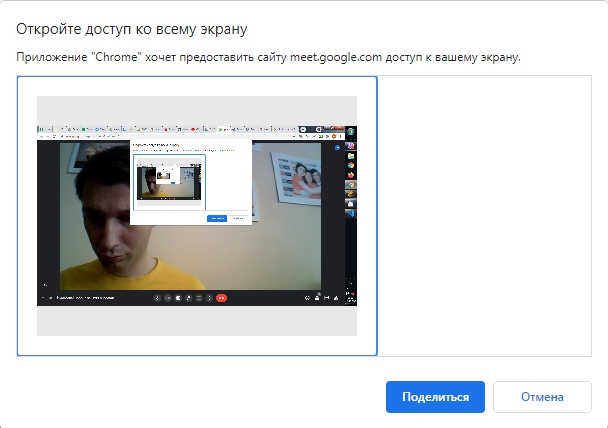 Откройте доступ ко всему экрану
Приложение "Chrome" хочет предоставить сайту meet.google.com доступ к вашему экрану.
Поделиться
Отмена